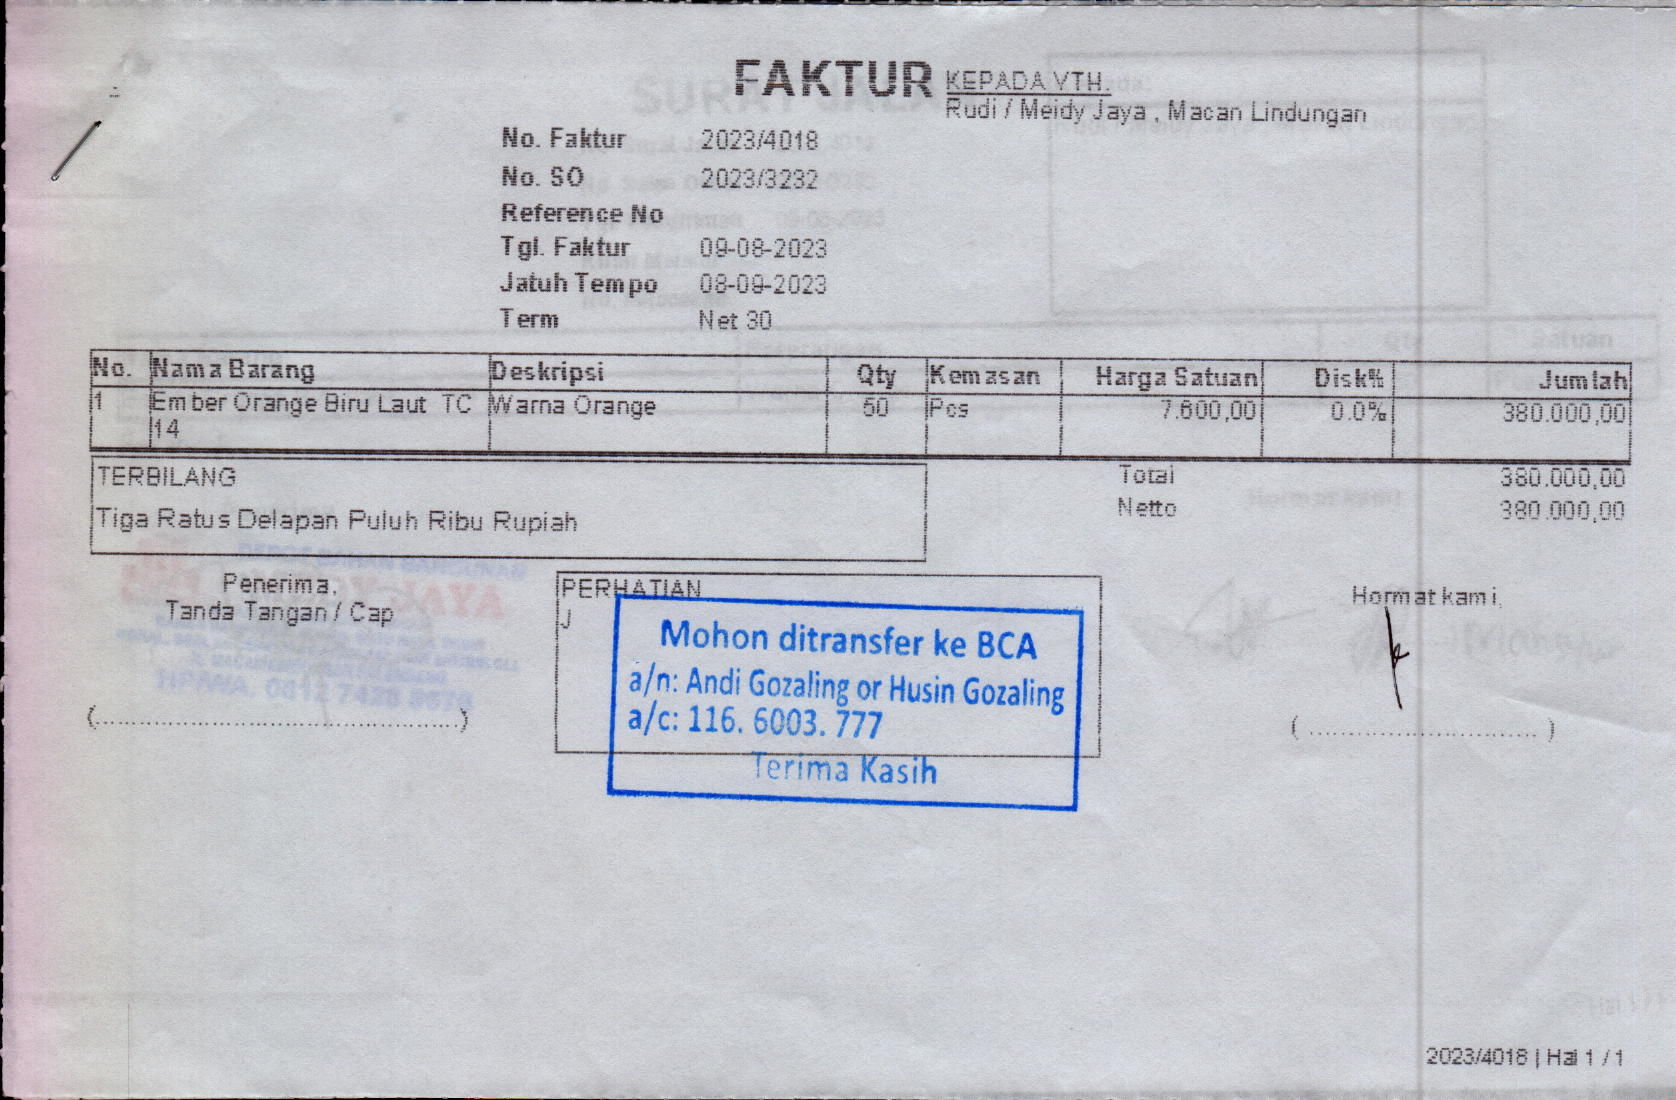 FAKTUR
KEPADA YTH.
Rudi / Meidy Jaya , Macan Lindungan
No. Faktur 2023/4018
No. SO 2023/3232
Reference No
Tgl. Faktur 09-08-2023
Jatuh Tempo 08-09-2023
Term Net 30
No. Nama Barang Deskripsi Qty Kemasan Harga Satuan Disk% Jumlah
1 Ember Orange Biru Laut TC Warna Orange 50 Pcs 7.600,00 0.0% 380.000,00
14
TERBILANG Total 380.000,00
Tiga Ratus Delapan Puluh Ribu Rupiah Netto 380.000,00
Penerima,
Tanda Tangan / Cap
PERHATIAN
J
Mohon ditransfer ke BCA
a/n: Andi Gozaling or Husin Gozaling
a/c: 116. 6003. 777
Terima Kasih
Hormat kami,
2023/4018 | Hal 1 / 1